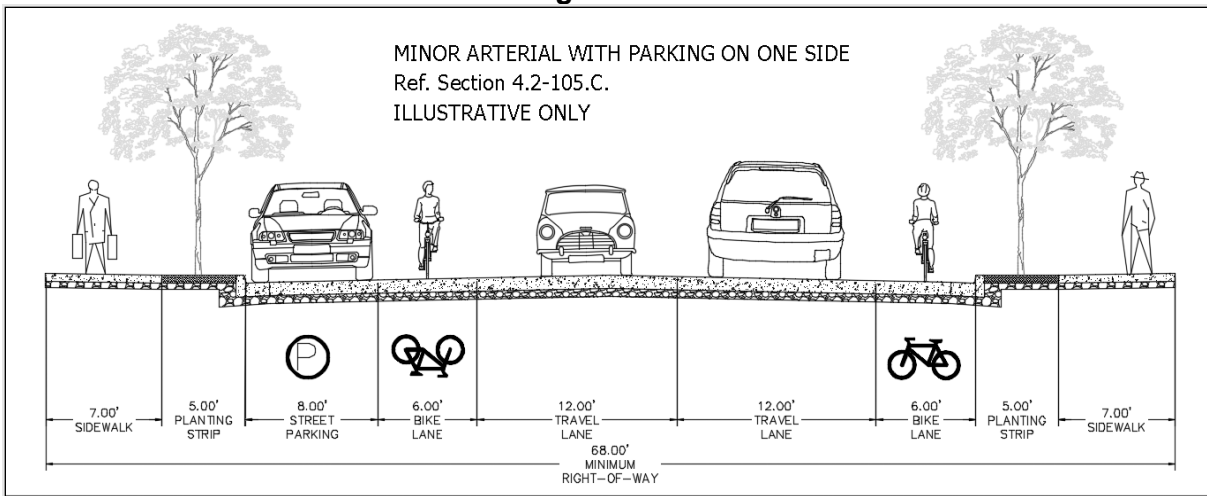 MINOR ARTERIAL WITH PARKING ON ONE SIDE
Ref. Section 4.2-105.C.
ILLUSTRATIVE ONLY
P
7.00'
SIDEWALK
5.00'
PLANTING
STRIP
8.00'
STREET
PARKING
6.00'
BIKE
LANE
12.00'
TRAVEL
LANE
12.00'
TRAVEL
LANE
6.00'
BIKE
LANE
5.00'
PLANTING
STRIP
7.00'
SIDEWALK
68.00'
MINIMUM
RIGHT-OF-WAY